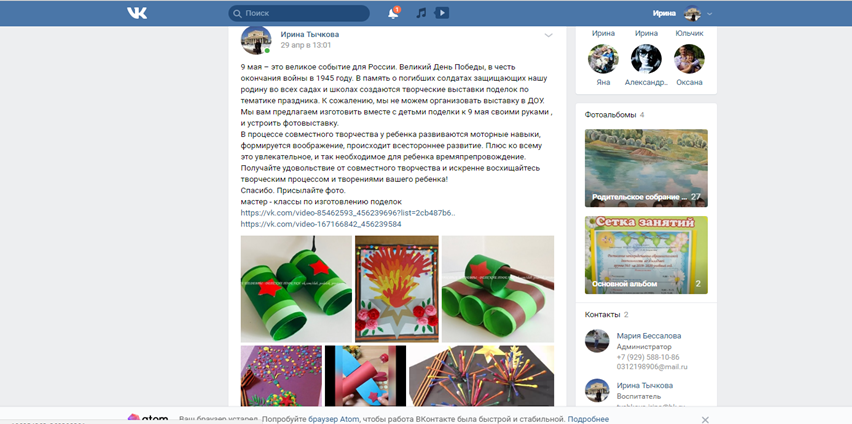 Поиск
1
Ирина
Ирина Тычкова
29 апр в 13:01
9 мая – это великое событие для России. Великий День Победы, в честь
окончания войны в 1945 году. В память о погибших солдатах защищающих нашу
родину во всех садах и школах создаются творческие выставки поделок по
тематике праздника. К сожалению, мы не можем организовать выставку в ДОУ.
Мы вам предлагаем изготовить вместе с детьми поделки к 9 мая своими руками ,
и устроить фотовыставку.
В процессе совместного творчества у ребенка развиваются моторные навыки,
формируется воображение, происходит всестороннее развитие. Плюс ко всему
это увлекательное, и так необходимое для ребенка времяпрепровождение.
Получайте удовольствие от совместного творчества и искренне восхищайтесь
творческим процессом и творениями вашего ребенка!
Спасибо. Присылайте фото.
мастер - классы по изготовлению поделок
https://vk.com/video-85462593_456239696?list=2cb487b6..
https://vk.com/video-167166842_456239584
Ирина
Ирина
Юльчик
Яна
Александр..
Оксана
Фотоальбомы 4
Родительское собрание ... 27
Сетка занятий
Основной альбом 2
Контакты 2
Мария Бессалова
Администратор
+7 (929) 588-10-86
0312198906@mail.ru
Ирина Тычкова
Воспитатель
atom Ваш браузер устарел. Попробуйте браузер Atom, чтобы работа ВКонтакте была быстрой и стабильной. Подробнее